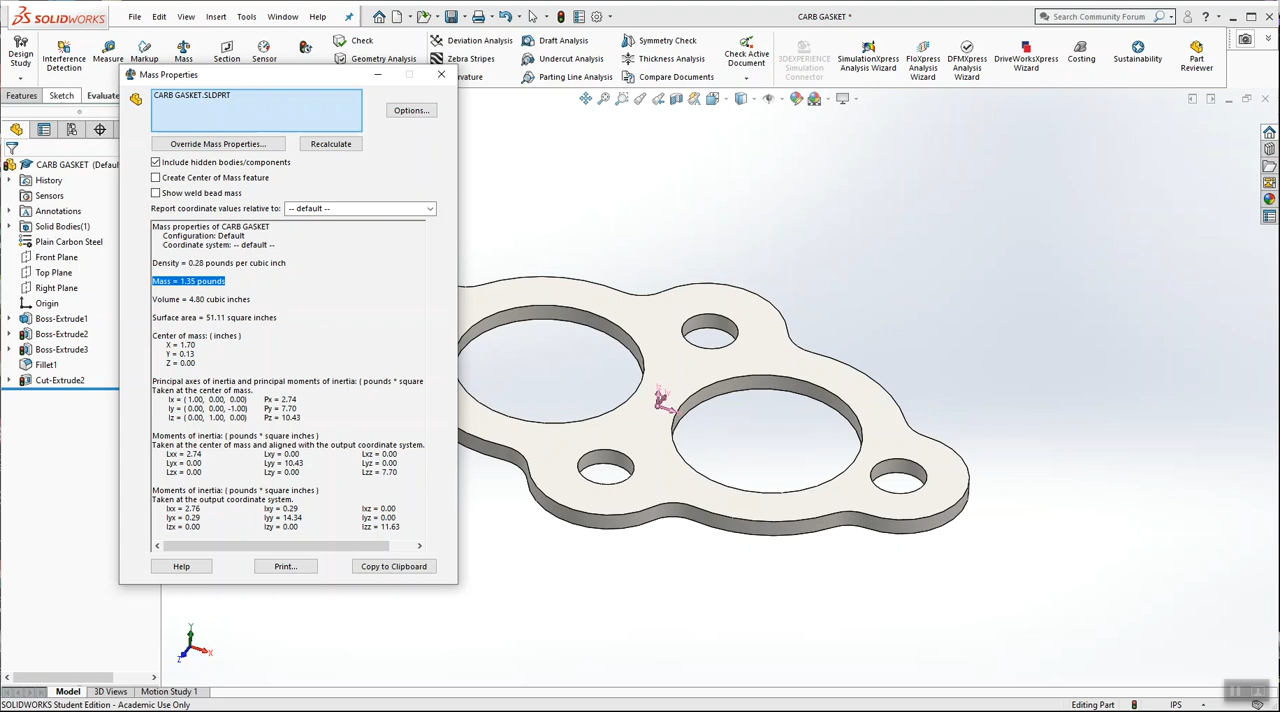 SOLIDWORKS
File
Edit
View
Insert
Tools
Window
Help
CARB GASKET *
Search Community Forum
Design
Study
Interference
Detection
Measure
Markup
Mass
Section
Sensor
Check
Geometry Analysis
Deviation Analysis
Zebra Stripes
Curvature
Draft Analysis
Undercut Analysis
Parting Line Analysis
Symmetry Check
Thickness Analysis
Compare Documents
Check Active
Document
3DEXPERIENCE
Simulation
Connector
SimulationXpress
Analysis Wizard
FloXpress
Analysis
Wizard
DFMXpress
Analysis
Wizard
DriveWorksXpress
Wizard
Costing
Sustainability
Part
Reviewer
Features
Sketch
Evaluate
CARB GASKET (Default
History
Sensors
Annotations
Solid Bodies(1)
Plain Carbon Steel
Front Plane
Top Plane
Right Plane
Origin
Boss-Extrude1
Boss-Extrude2
Boss-Extrude3
Fillet1
Cut-Extrude2
Mass Properties
CARB GASKET.SLDPRT
Options...
Override Mass Properties...
Recalculate
Include hidden bodies/components
Create Center of Mass feature
Show weld bead mass
Report coordinate values relative to:
-- default --
Mass properties of CARB GASKET
Configuration: Default
Coordinate system: -- default --
Density = 0.28 pounds per cubic inch
Mass = 1.35 pounds
Volume = 4.80 cubic inches
Surface area = 51.11 square inches
Center of mass: ( inches )
X = 1.70
Y = 0.13
Z = 0.00
Principal axes of inertia and principal moments of inertia: ( pounds * square
Taken at the center of mass.
Ix = ( 1.00, 0.00, 0.00) Px = 2.74
Iy = ( 0.00, 0.00, -1.00) Py = 7.70
Iz = ( 0.00, 1.00, 0.00) Pz = 10.43
Moments of inertia: ( pounds * square inches )
Taken at the center of mass and aligned with the output coordinate system.
Lxx = 2.74 Lxy = 0.00 Lxz = 0.00
Lyx = 0.00 Lyy = 10.43 Lyz = 0.00
Lzx = 0.00 Lzy = 0.00 Lzz = 7.70
Moments of inertia: ( pounds * square inches )
Taken at the output coordinate system.
Ixx = 2.76 Ixy = 0.29 Ixz = 0.00
Iyx = 0.29 Iyy = 14.34 Iyz = 0.00
Izx = 0.00 Izy = 0.00 Izz = 11.63
Help
Print...
Copy to Clipboard
Y
X
Z
Model
3D Views
Motion Study 1
SOLIDWORKS Student Edition - Academic Use Only
Editing Part
IPS